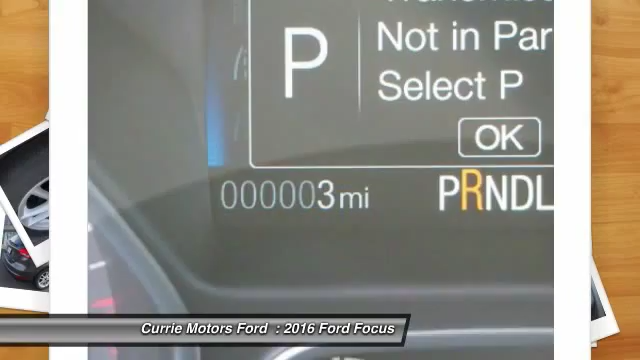 P
Not in Par
Select P
OK
000003mi
PRNDL
Currie Motors Ford : 2016 Ford Focus